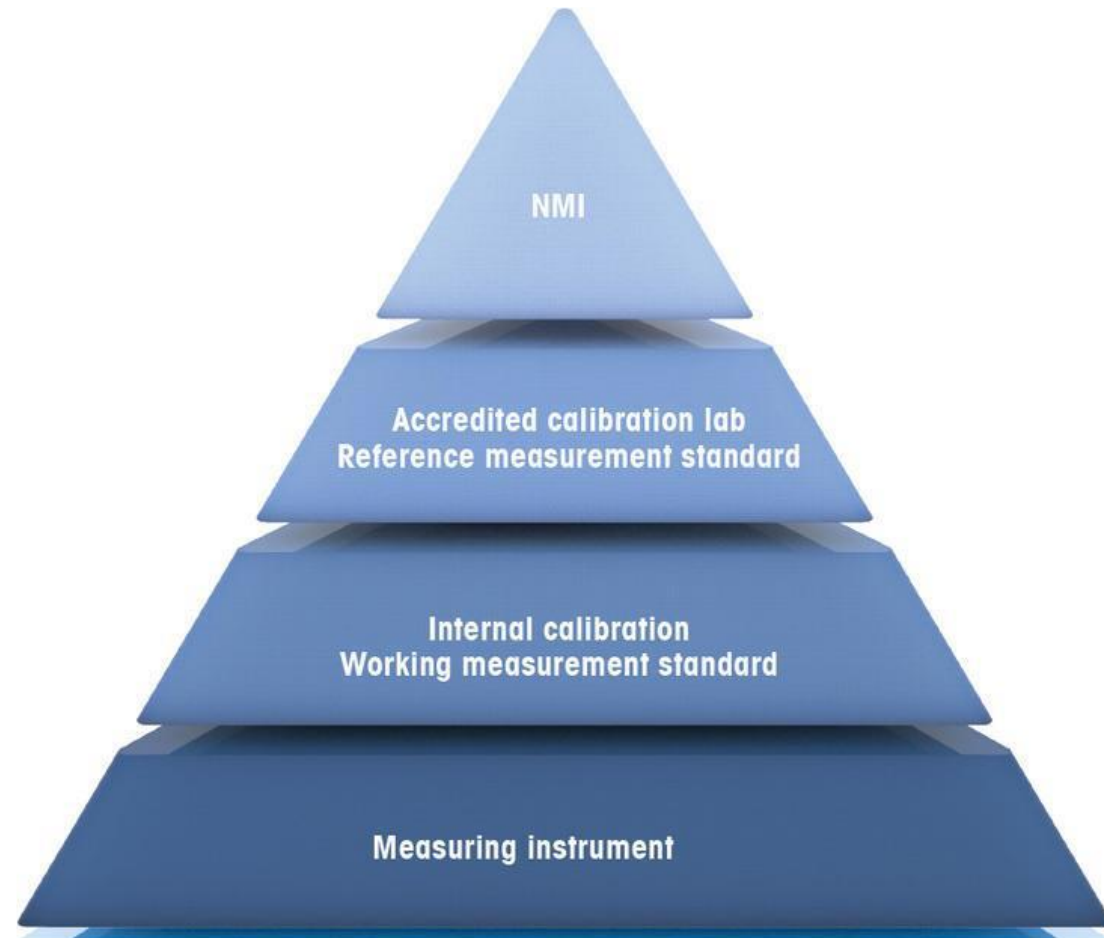 NMI
Accredited calibration lab
Reference measurement standard
Internal calibration
Working measurement standard
Measuring instrument